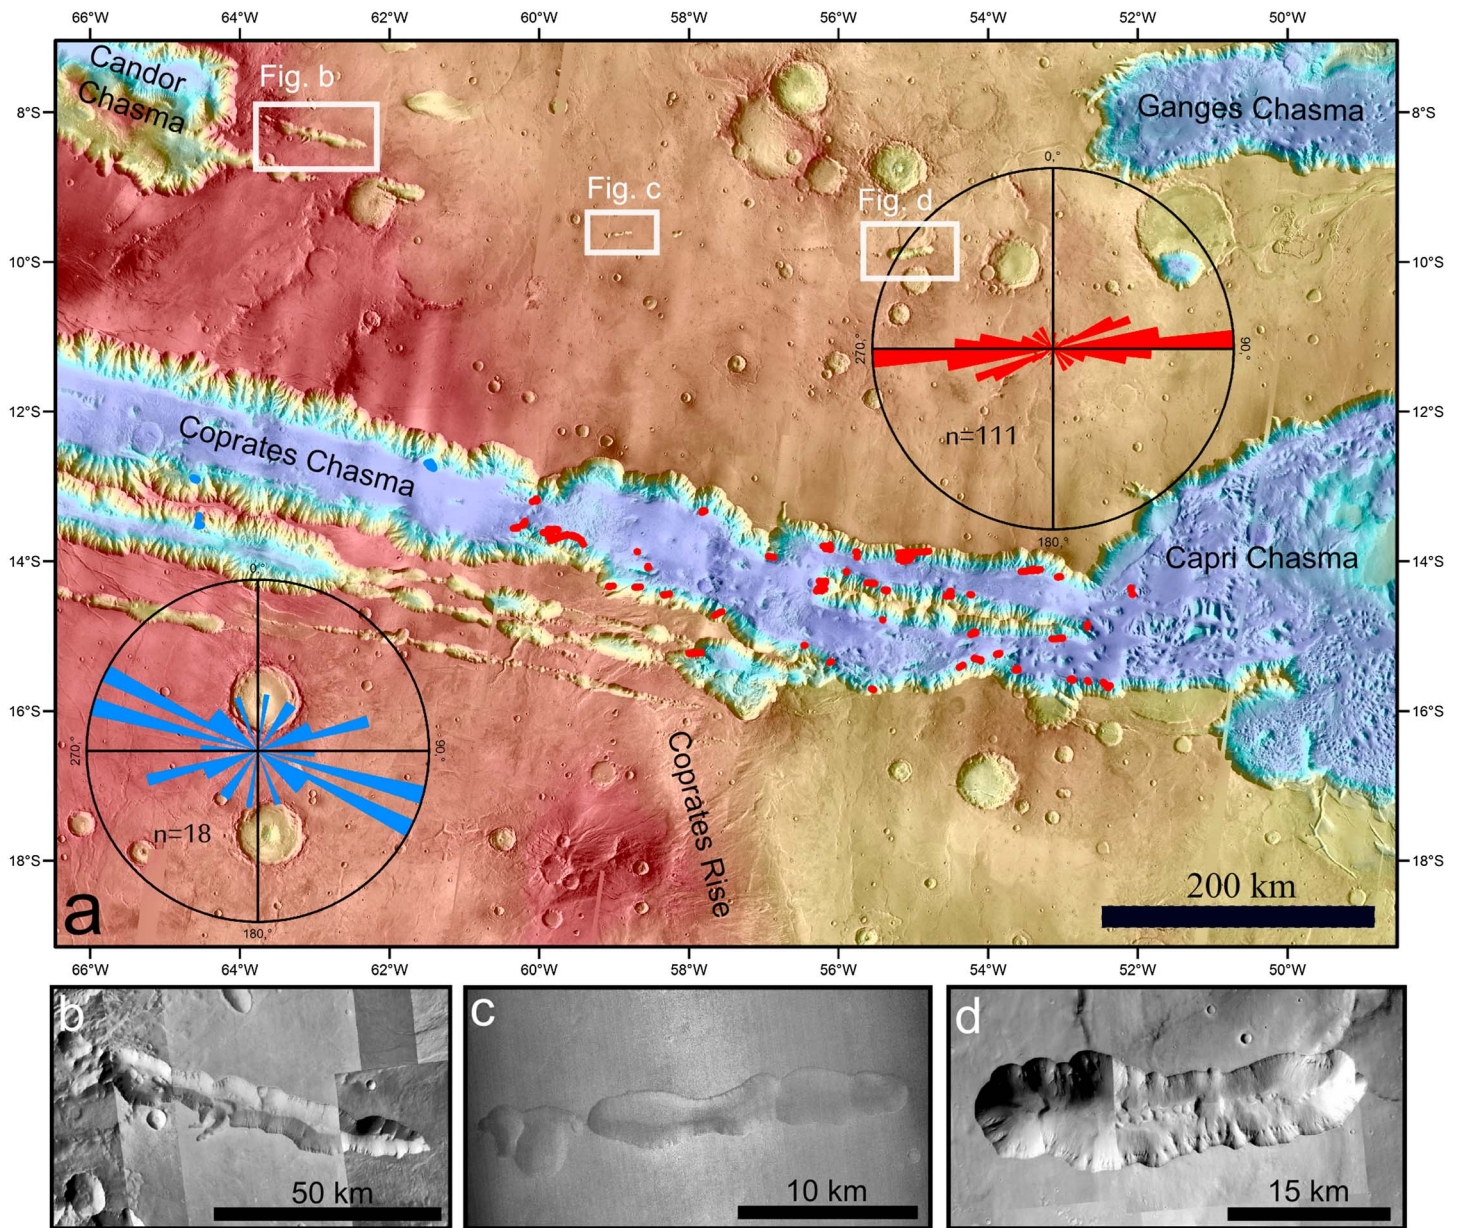 66°W 64°W 62°W 60°W 58°W 56°W 54°W 52°W 50°W
Candor
Chasma
Fig. b
8°S
Ganges Chasma
8°S
0,°
Fig. c
Fig. d
10°S
10°S
270,°
90,°
12°S
12°S
Coprates Chasma
n=111
180,°
14°S
Capri Chasma
14°S
0,°
16°S
16°S
270,°
90,°
Coprates Rise
n=18
18°S
18°S
200 km
a
180,°
66°W 64°W 62°W 60°W 58°W 56°W 54°W 52°W 50°W
b
50 km
c
10 km
d
15 km